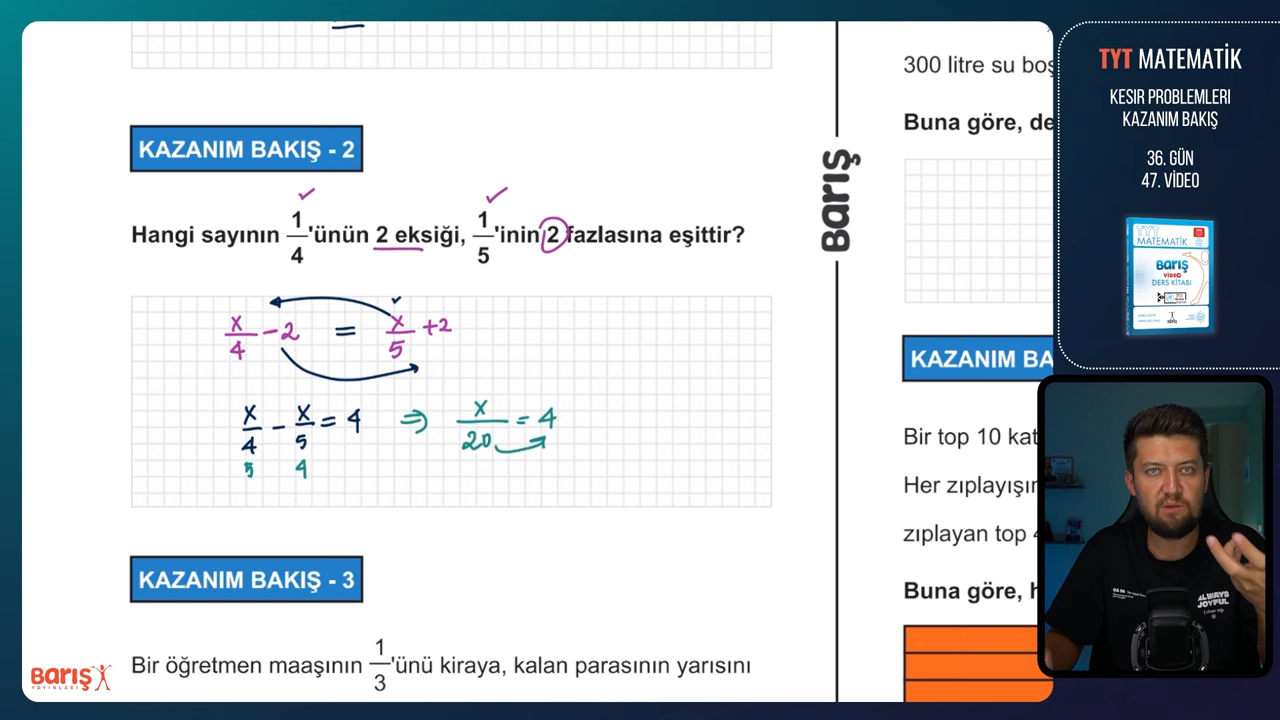 KAZANIM BAKIŞ - 2
Hangi sayının 1/4'ünün 2 eksiği, 1/5'inin 2 fazlasına eşittir?
x/4 - 2 = x/5 + 2
x/4 - x/5 = 4 ⇒ x/20 = 4
5 4
KAZANIM BAKIŞ - 3
Bir öğretmen maaşının 1/3'ünü kiraya, kalan parasının yarısını
BARIŞ
YAYINLARI
Barış
300 litre su boş
Buna göre, de
KAZANIM BA
Bir top 10 kat
Her zıplayışır
zıplayan top 4
Buna göre, h
TYT MATEMATİK
KESIR PROBLEMLERI
KAZANIM BAKIŞ
36. GÜN
47. VİDEO
TYT
MATEMATİK
Barış
VİDEO
DERS KİTABI
ALWAYS
JOYFUL